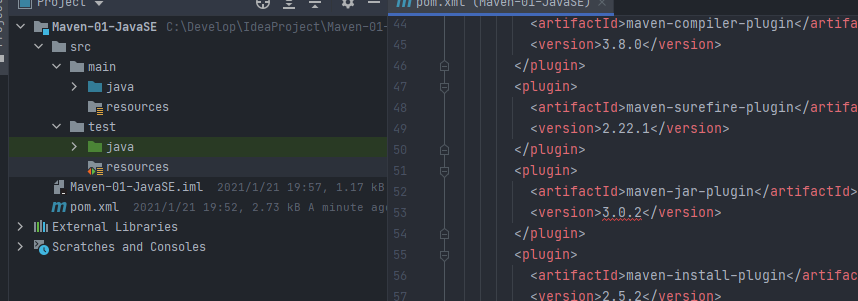 Project
Maven-01-JavaSE C:\Develop\IdeaProject\Maven-01-
src
main
java
resources
test
java
resources
Maven-01-JavaSE.iml 2021/1/21 19:57, 1.17 kB
pom.xml 2021/1/21 19:52, 2.73 kB A minute ago
External Libraries
Scratches and Consoles
pom.xml (Maven-01-JavaSE)
44 <artifactId>maven-compiler-plugin</artifa
45 <version>3.8.0</version>
46 </plugin>
47 <plugin>
48 <artifactId>maven-surefire-plugin</artifa
49 <version>2.22.1</version>
50 </plugin>
51 <plugin>
52 <artifactId>maven-jar-plugin</artifactId>
53 <version>3.0.2</version>
54 </plugin>
55 <plugin>
56 <artifactId>maven-install-plugin</artifa
57 <version>2.5.2</version>